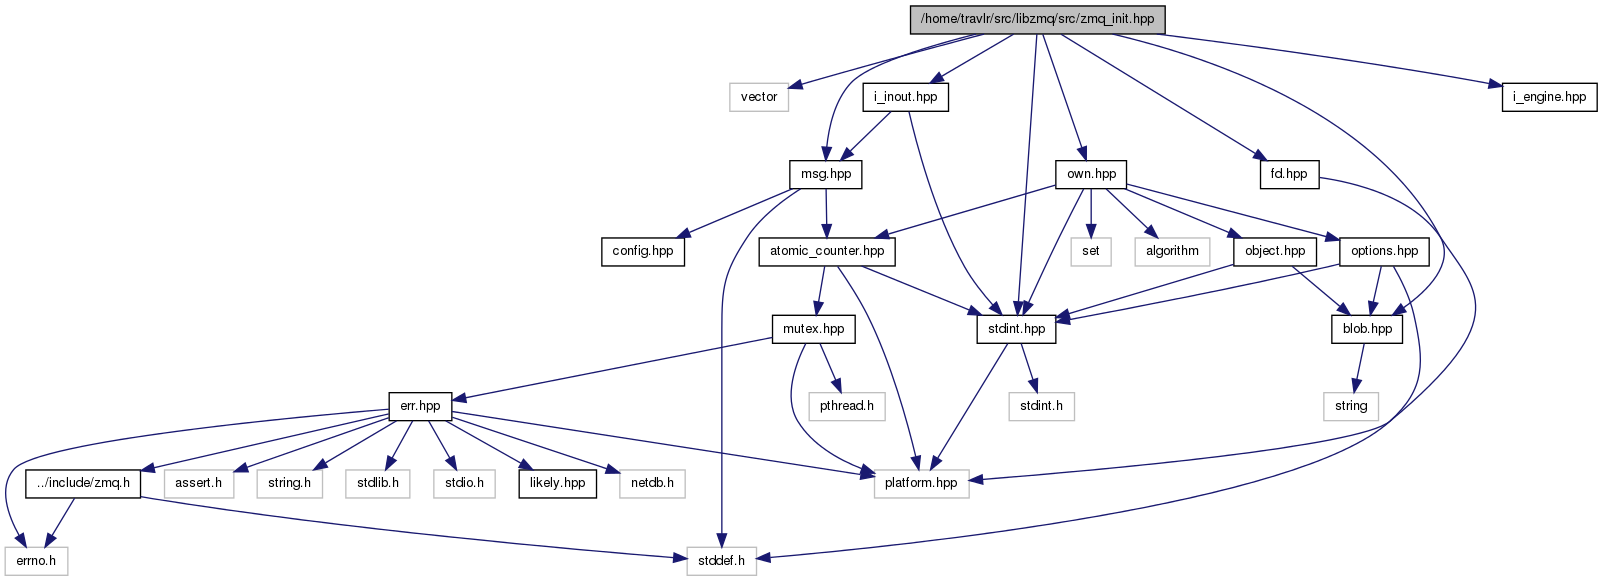 /home/travlr/src/libzmq/src/zmq_init.hpp
vector
i_inout.hpp
i_engine.hpp
msg.hpp
own.hpp
fd.hpp
config.hpp
atomic_counter.hpp
set
algorithm
object.hpp
options.hpp
mutex.hpp
stdint.hpp
blob.hpp
err.hpp
pthread.h
stdint.h
string
../include/zmq.h
assert.h
string.h
stdlib.h
stdio.h
likely.hpp
netdb.h
platform.hpp
errno.h
stddef.h